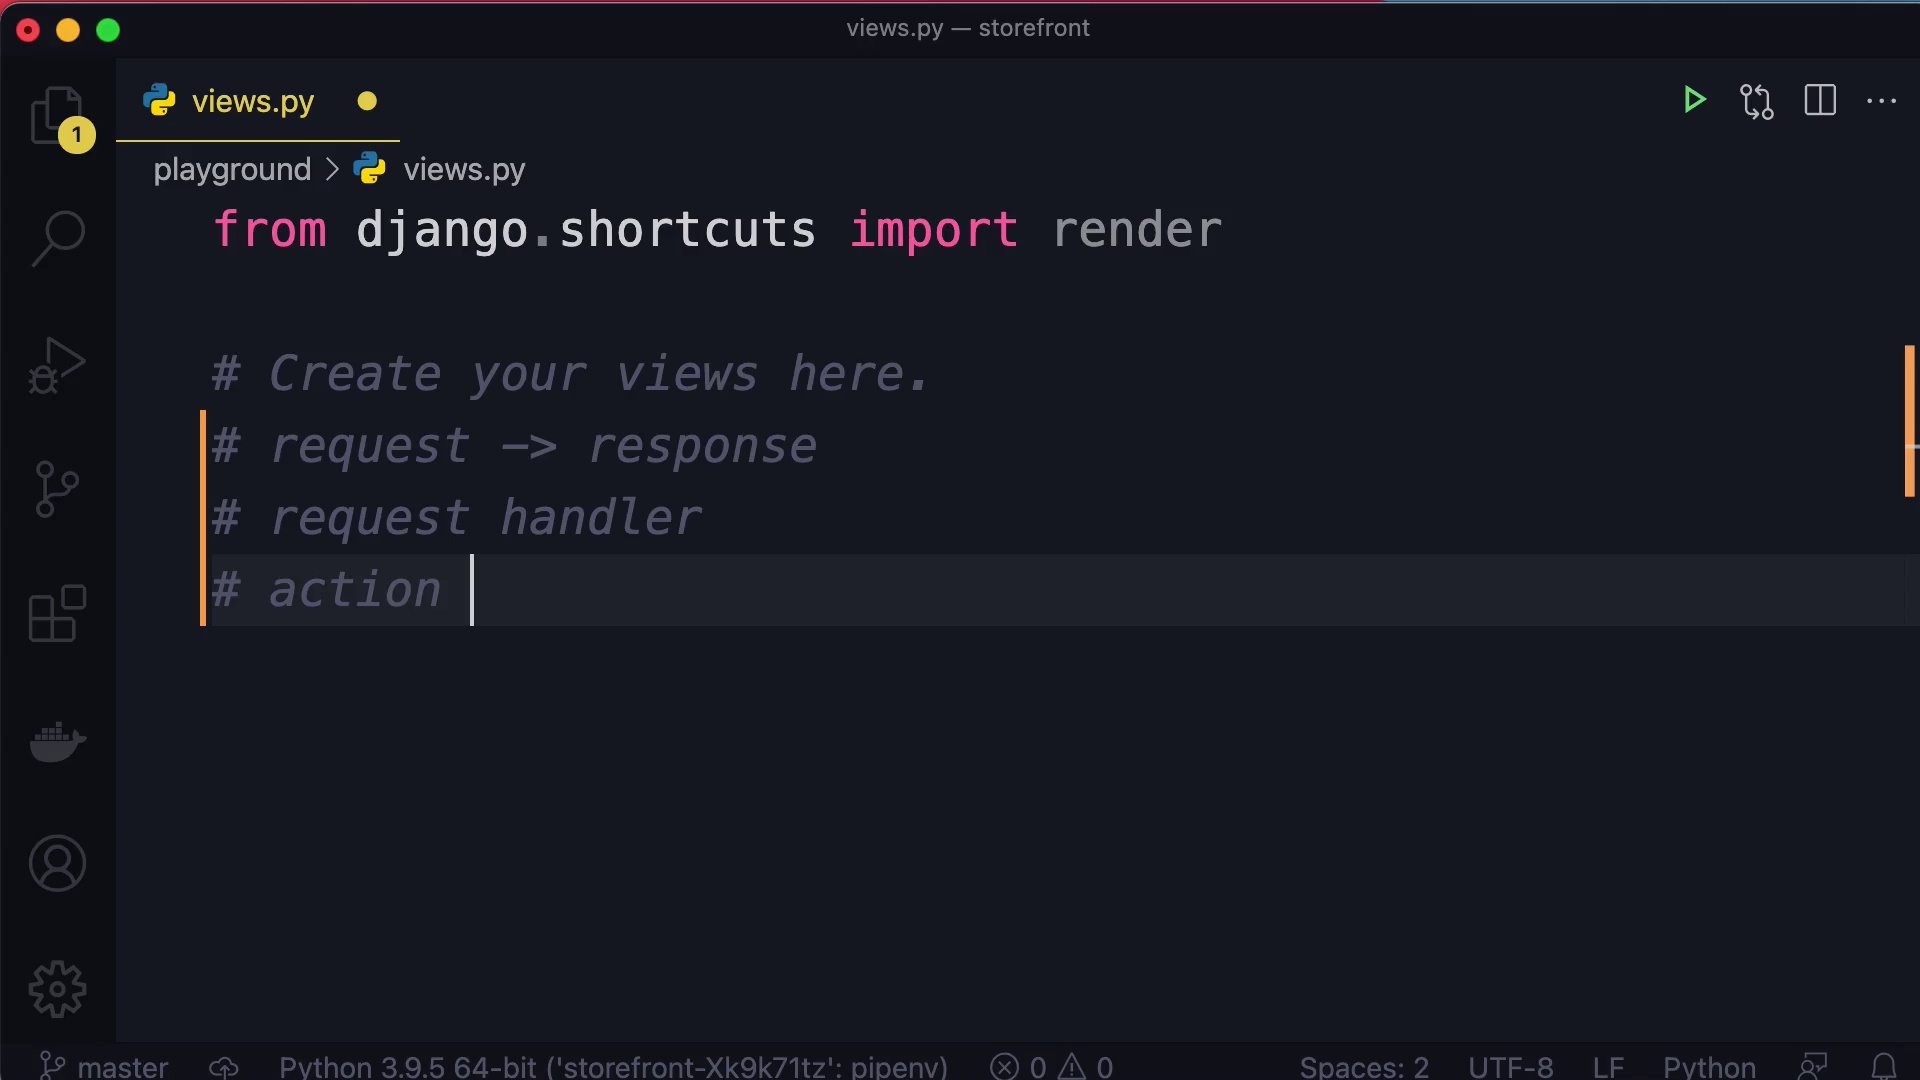 views.py — storefront
views.py
1
playground > views.py
from django.shortcuts import render
# Create your views here.
# request -> response
# request handler
# action
master Python 3.9.5 64-bit ('storefront-Xk9k71tz': pipenv) 0 0 Spaces: 2 UTF-8 LF Python